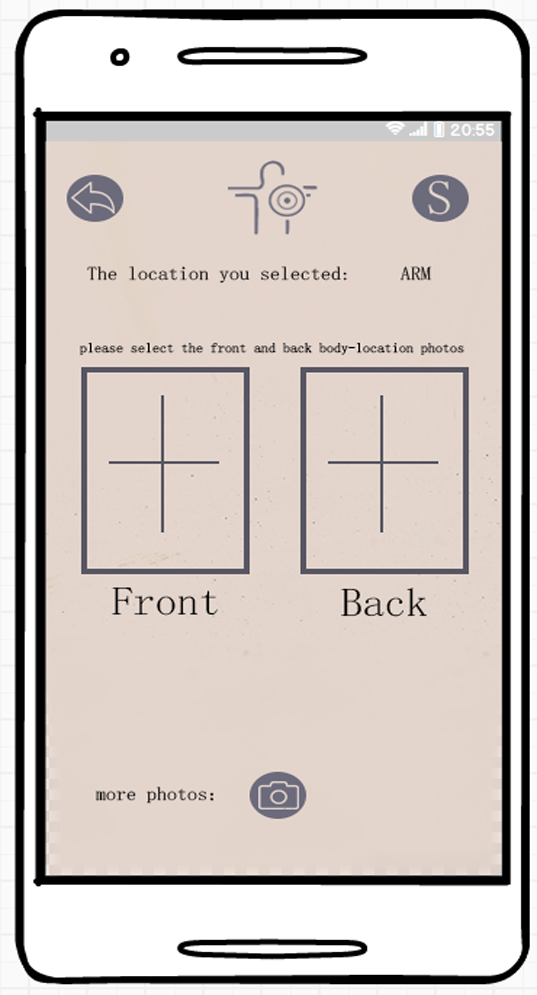 20:55
S
The location you selected: ARM
please select the front and back body-location photos
Front Back
more photos: